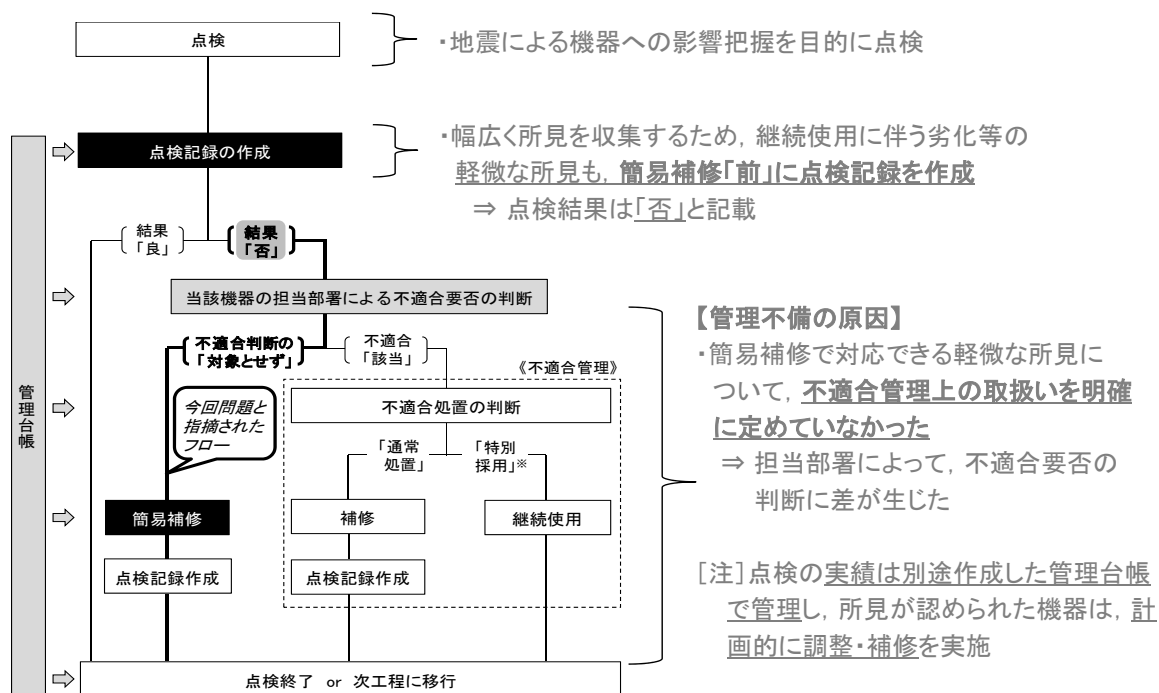 点検
・地震による機器への影響把握を目的に点検
点検記録の作成
・幅広く所見を収集するため，継続使用に伴う劣化等の
軽微な所見も，簡易補修「前」に点検記録を作成
⇒ 点検結果は「否」と記載
結果
「良」
結果
「否」
当該機器の担当部署による不適合要否の判断
不適合判断の
「対象とせず」
不適合
「該当」
《不適合管理》
管理台帳
今回問題と
指摘された
フロー
不適合処置の判断
「通常
処置」
「特別
採用」※
簡易補修
補修
継続使用
点検記録作成
点検記録作成
点検終了 or 次工程に移行
【管理不備の原因】
・簡易補修で対応できる軽微な所見に
ついて，不適合管理上の取扱いを明確
に定めていなかった
⇒ 担当部署によって，不適合要否の
判断に差が生じた
［注］点検の実績は別途作成した管理台帳
で管理し，所見が認められた機器は，計
画的に調整・補修を実施